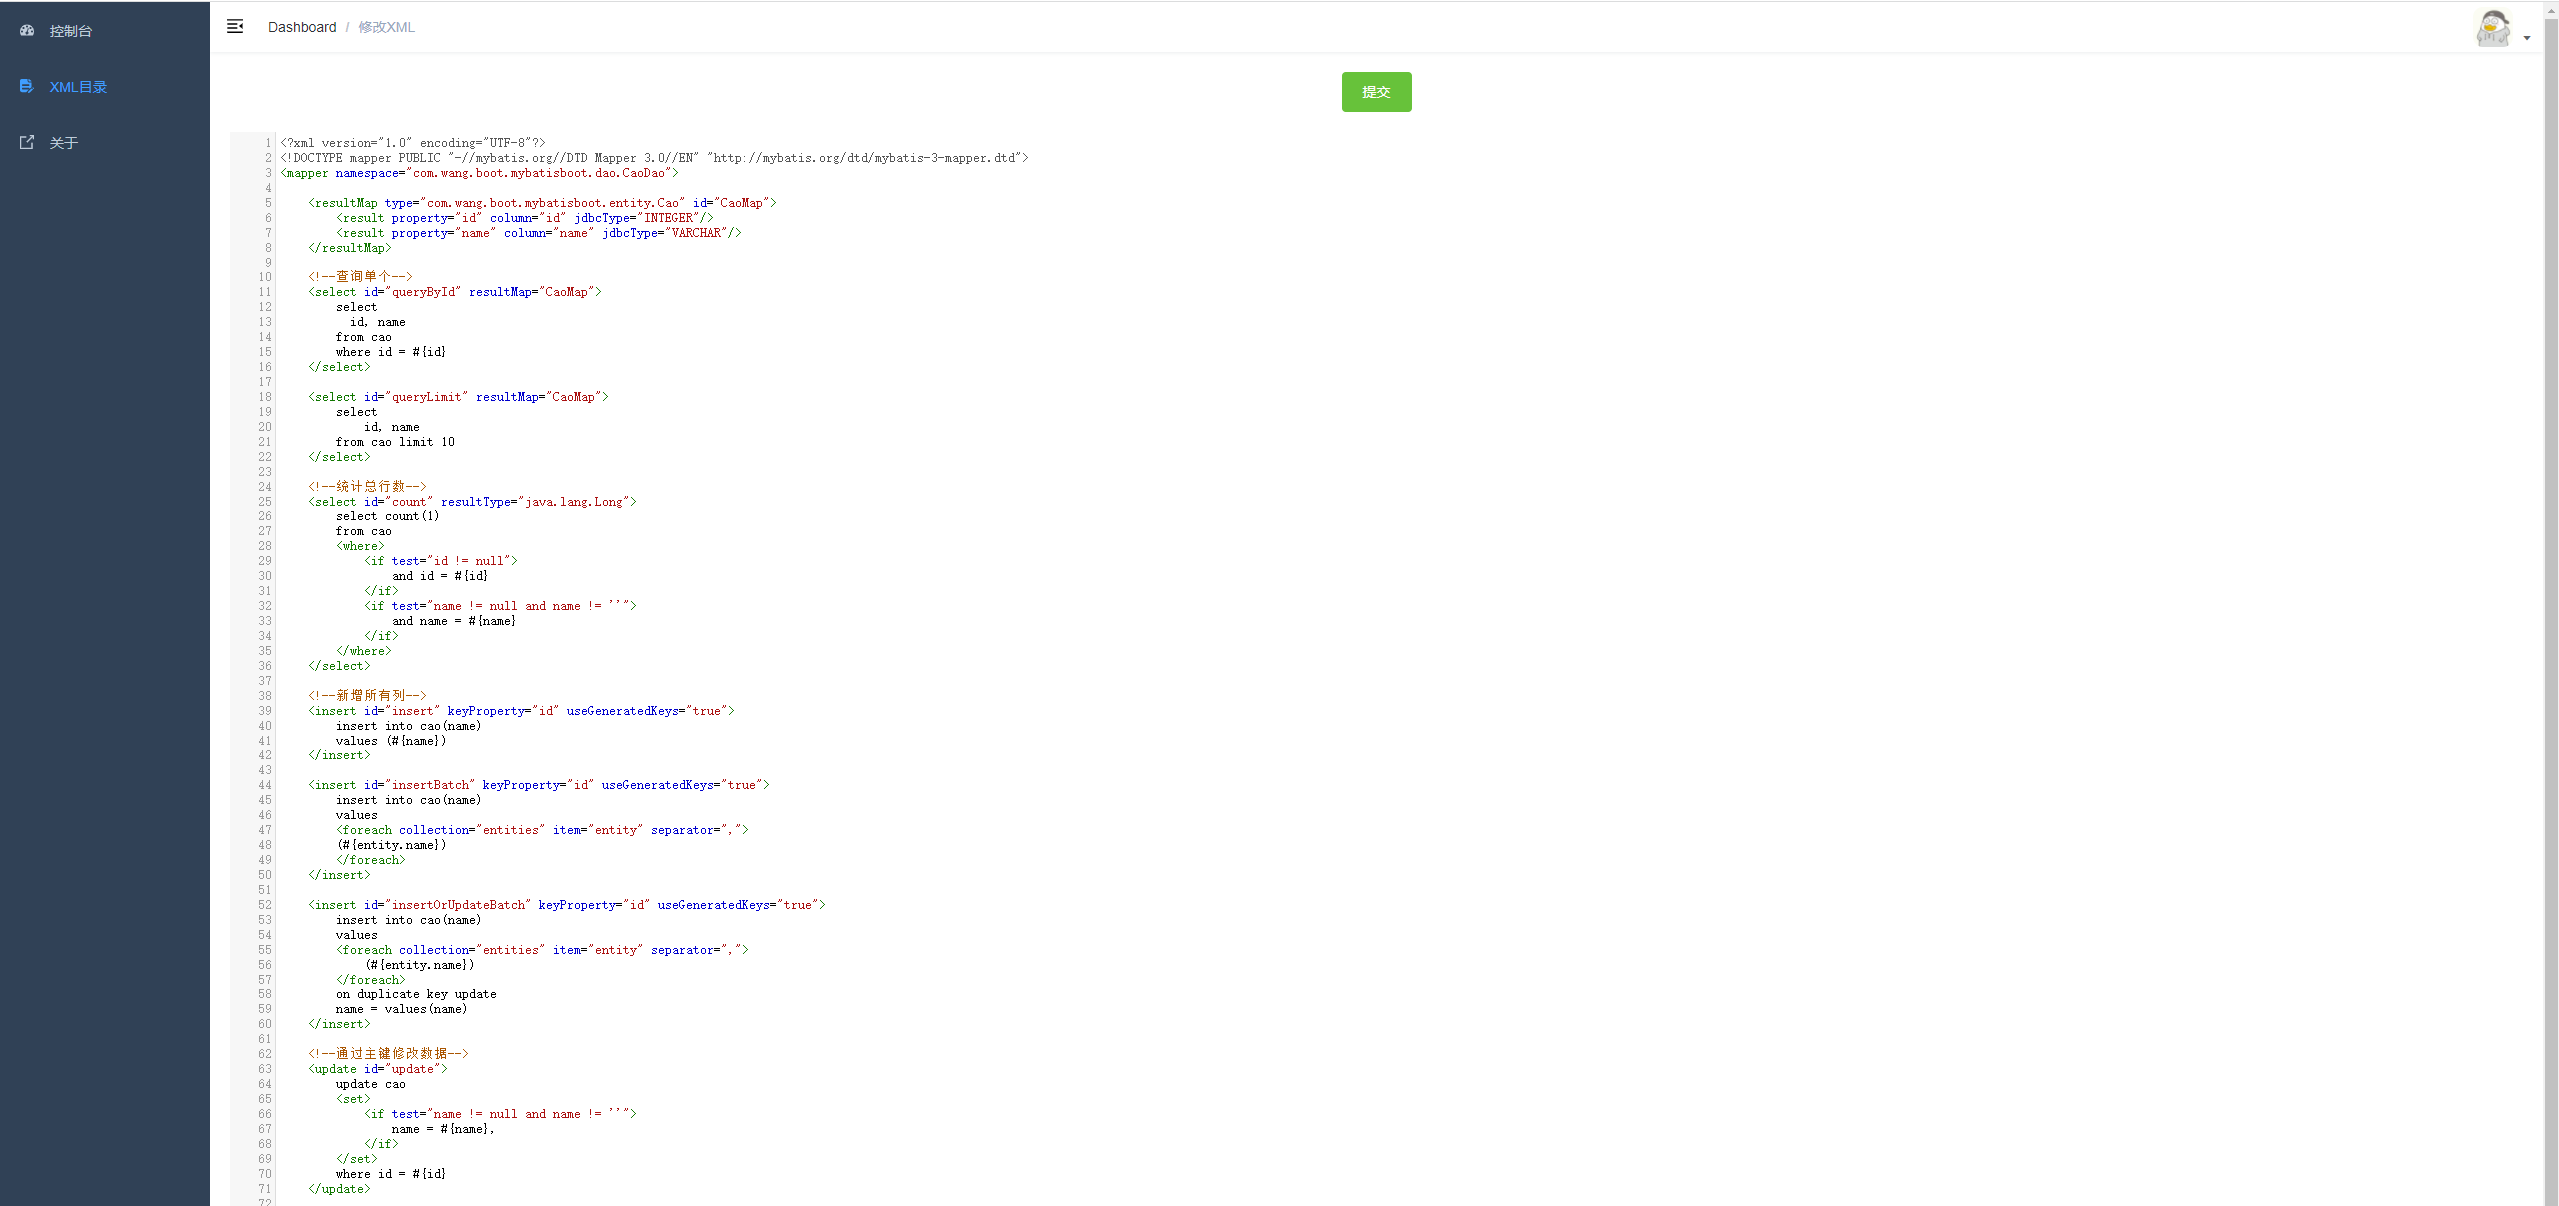 控制台
XML目录
关于
Dashboard / 修改XML
提交
1 <?xml version="1.0" encoding="UTF-8"?>
2 <!DOCTYPE mapper PUBLIC "-//mybatis.org//DTD Mapper 3.0//EN" "http://mybatis.org/dtd/mybatis-3-mapper.dtd">
3 <mapper namespace="com.wang.boot.mybatisboot.dao.CaoDao">
4
5     <resultMap type="com.wang.boot.mybatisboot.entity.Cao" id="CaoMap">
6         <result property="id" column="id" jdbcType="INTEGER"/>
7         <result property="name" column="name" jdbcType="VARCHAR"/>
8     </resultMap>
9
10     <!--查询单个-->
11     <select id="queryById" resultMap="CaoMap">
12         select
13           id, name
14         from cao
15         where id = #{id}
16     </select>
17
18     <select id="queryLimit" resultMap="CaoMap">
19         select
20             id, name
21         from cao limit 10
22     </select>
23
24     <!--统计总行数-->
25     <select id="count" resultType="java.lang.Long">
26         select count(1)
27         from cao
28         <where>
29             <if test="id != null">
30                 and id = #{id}
31             </if>
32             <if test="name != null and name != ''">
33                 and name = #{name}
34             </if>
35         </where>
36     </select>
37
38     <!--新增所有列-->
39     <insert id="insert" keyProperty="id" useGeneratedKeys="true">
40         insert into cao(name)
41         values (#{name})
42     </insert>
43
44     <insert id="insertBatch" keyProperty="id" useGeneratedKeys="true">
45         insert into cao(name)
46         values
47         <foreach collection="entities" item="entity" separator=",">
48         (#{entity.name})
49         </foreach>
50     </insert>
51
52     <insert id="insertOrUpdateBatch" keyProperty="id" useGeneratedKeys="true">
53         insert into cao(name)
54         values
55         <foreach collection="entities" item="entity" separator=",">
56             (#{entity.name})
57         </foreach>
58         on duplicate key update
59         name = values(name)
60     </insert>
61
62     <!--通过主键修改数据-->
63     <update id="update">
64         update cao
65         <set>
66             <if test="name != null and name != ''">
67                 name = #{name},
68             </if>
69         </set>
70         where id = #{id}
71     </update>
72